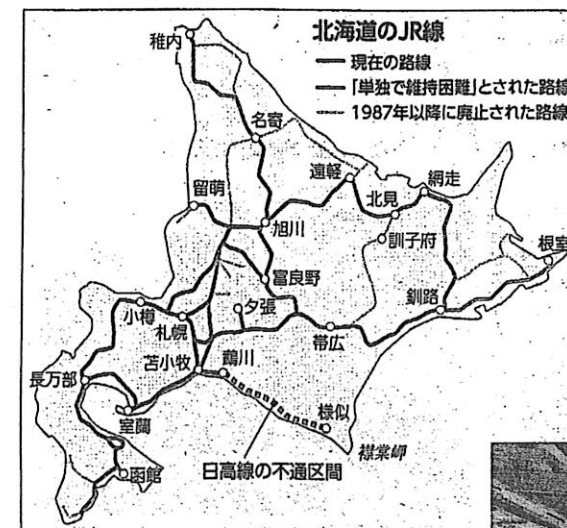 北海道のJR線
現在の路線
「単独で維持困難」とされた路線
1987年以降に廃止された路線
稚内
名寄
遠軽
網走
北見
留萌
旭川
訓子府
根室
富良野
釧路
夕張
小樽
札幌
帯広
苫小牧
鵡川
長万部
様似
室蘭
襟裳岬
日高線の不通区間
函館